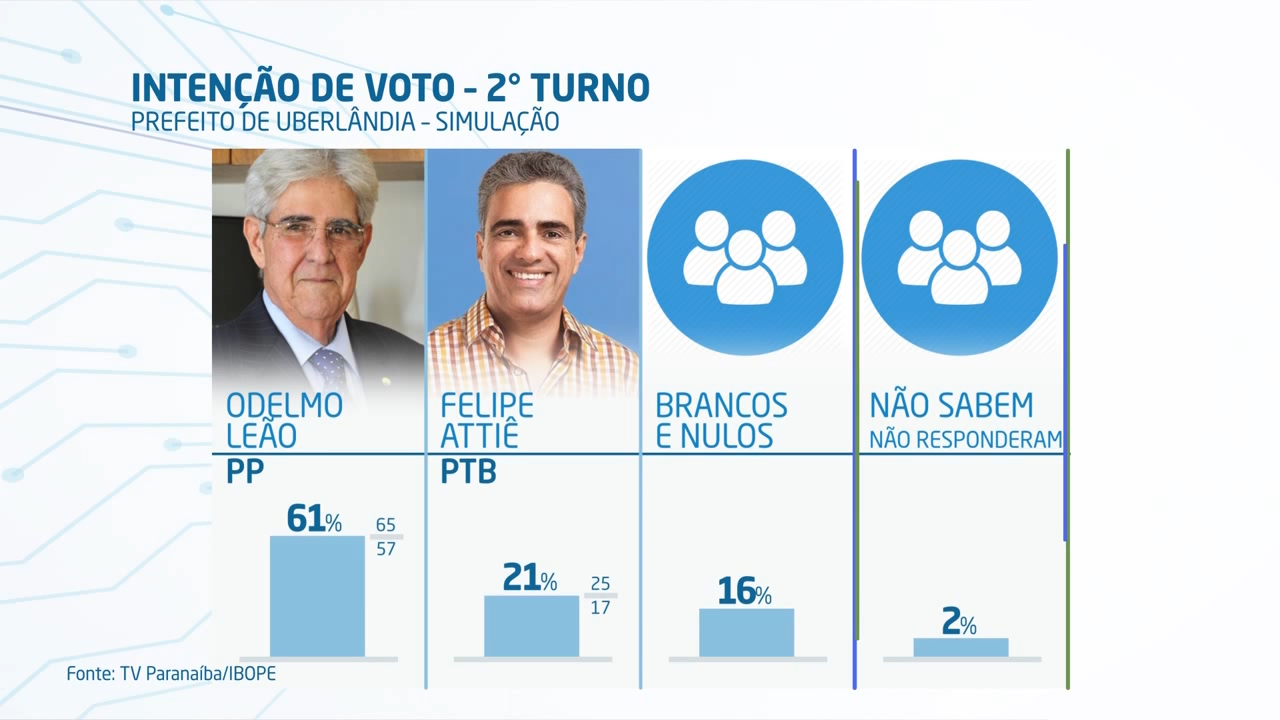 INTENÇÃO DE VOTO - 2° TURNO
PREFEITO DE UBERLÂNDIA - SIMULAÇÃO
ODELMO
LEÃO
PP
61%
65
57
FELIPE
ATTIÊ
PTB
21%
25
17
BRANCOS
E NULOS
16%
NÃO SABEM
NÃO RESPONDERAM
2%
Fonte: TV Paranaíba/IBOPE